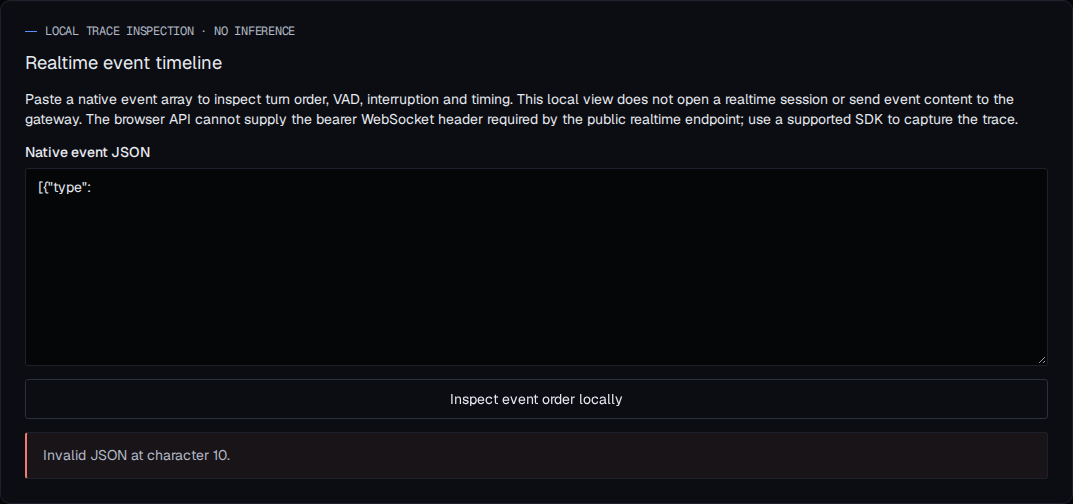 — LOCAL TRACE INSPECTION · NO INFERENCE
Realtime event timeline
Paste a native event array to inspect turn order, VAD, interruption and timing. This local view does not open a realtime session or send event content to the
gateway. The browser API cannot supply the bearer WebSocket header required by the public realtime endpoint; use a supported SDK to capture the trace.
Native event JSON
[{"type":
Inspect event order locally
Invalid JSON at character 10.